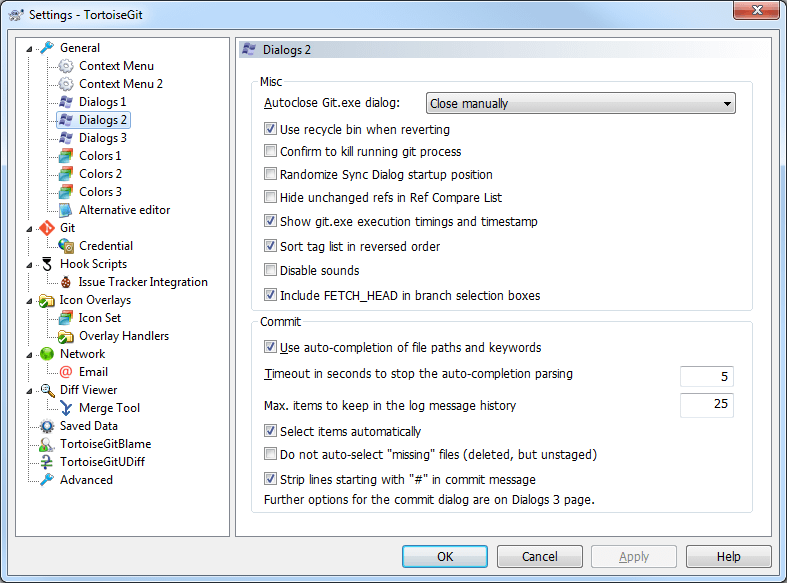 Settings - TortoiseGit
General
Context Menu
Context Menu 2
Dialogs 1
Dialogs 2
Dialogs 3
Colors 1
Colors 2
Colors 3
Alternative editor
Git
Credential
Hook Scripts
Issue Tracker Integration
Icon Overlays
Icon Set
Overlay Handlers
Network
Email
Diff Viewer
Merge Tool
Saved Data
TortoiseGitBlame
TortoiseGitUDiff
Advanced
Dialogs 2
Misc
Autoclose Git.exe dialog: Close manually
Use recycle bin when reverting
Confirm to kill running git process
Randomize Sync Dialog startup position
Hide unchanged refs in Ref Compare List
Show git.exe execution timings and timestamp
Sort tag list in reversed order
Disable sounds
Include FETCH_HEAD in branch selection boxes
Commit
Use auto-completion of file paths and keywords
Timeout in seconds to stop the auto-completion parsing 5
Max. items to keep in the log message history 25
Select items automatically
Do not auto-select "missing" files (deleted, but unstaged)
Strip lines starting with "#" in commit message
Further options for the commit dialog are on Dialogs 3 page.
OK Cancel Apply Help